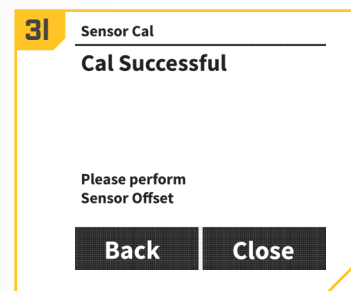 3I
Sensor Cal
Cal Successful
Please perform
Sensor Offset
Back
Close